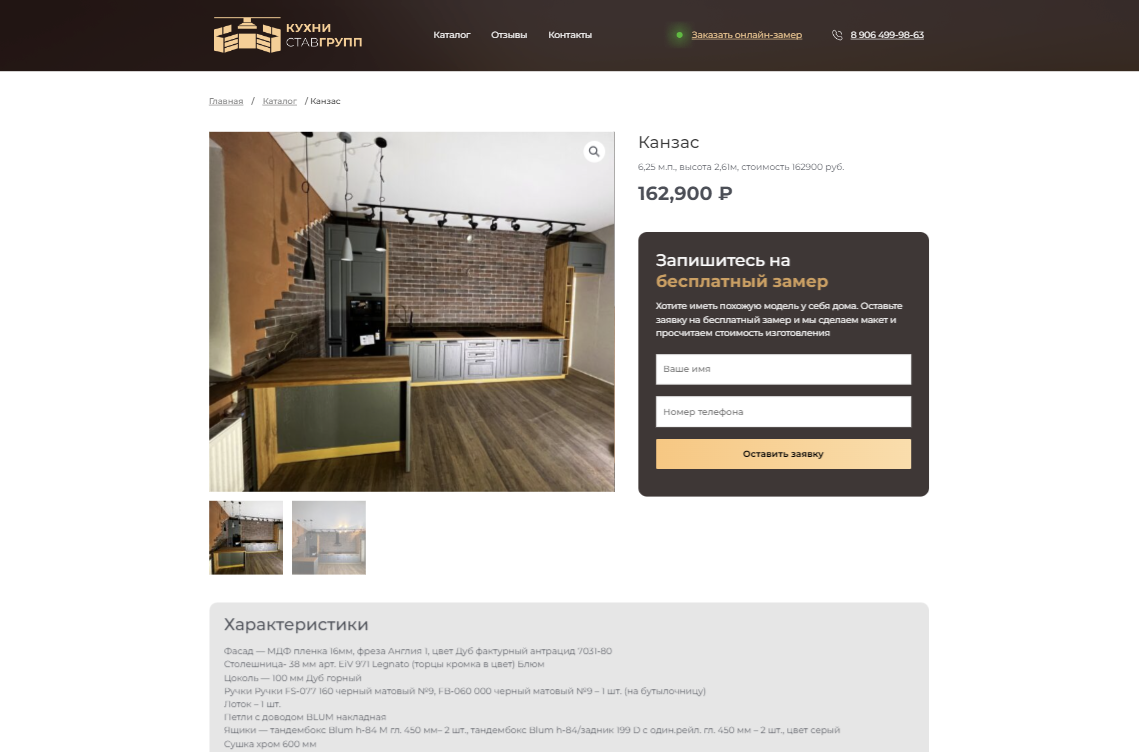 КУХНИ
СТАВГРУПП
Каталог Отзывы Контакты
Заказать онлайн-замер
8 906 499-98-63
Главная / Каталог / Канзас
Канзас
6,25 м.п., высота 2,61м, стоимость 162900 руб.
162,900 ₽
Запишитесь на
бесплатный замер
Хотите иметь похожую модель у себя дома. Оставьте
заявку на бесплатный замер и мы сделаем макет и
просчитаем стоимость изготовления
Ваше имя
Номер телефона
Оставить заявку
Характеристики
Фасад — МДФ пленка 16мм, фреза Англия 1, цвет Дуб фактурный антрацид 7031-80
Столешница- 38 мм арт. EIV 971 Legnato (торцы кромка в цвет) Блюм
Цоколь — 100 мм Дуб горный
Ручки Ручки FS-077 160 черный матовый №9, FB-060 000 черный матовый №9 – 1 шт. (на бутылочницу)
Лоток – 1 шт.
Петли с доводом BLUM накладная
Ящики — тандембокс Blum h-84 М гл. 450 мм– 2 шт., тандембокс Blum h-84/задник 199 D с один.рейл. гл. 450 мм – 2 шт., цвет серый
Сушка хром 600 мм